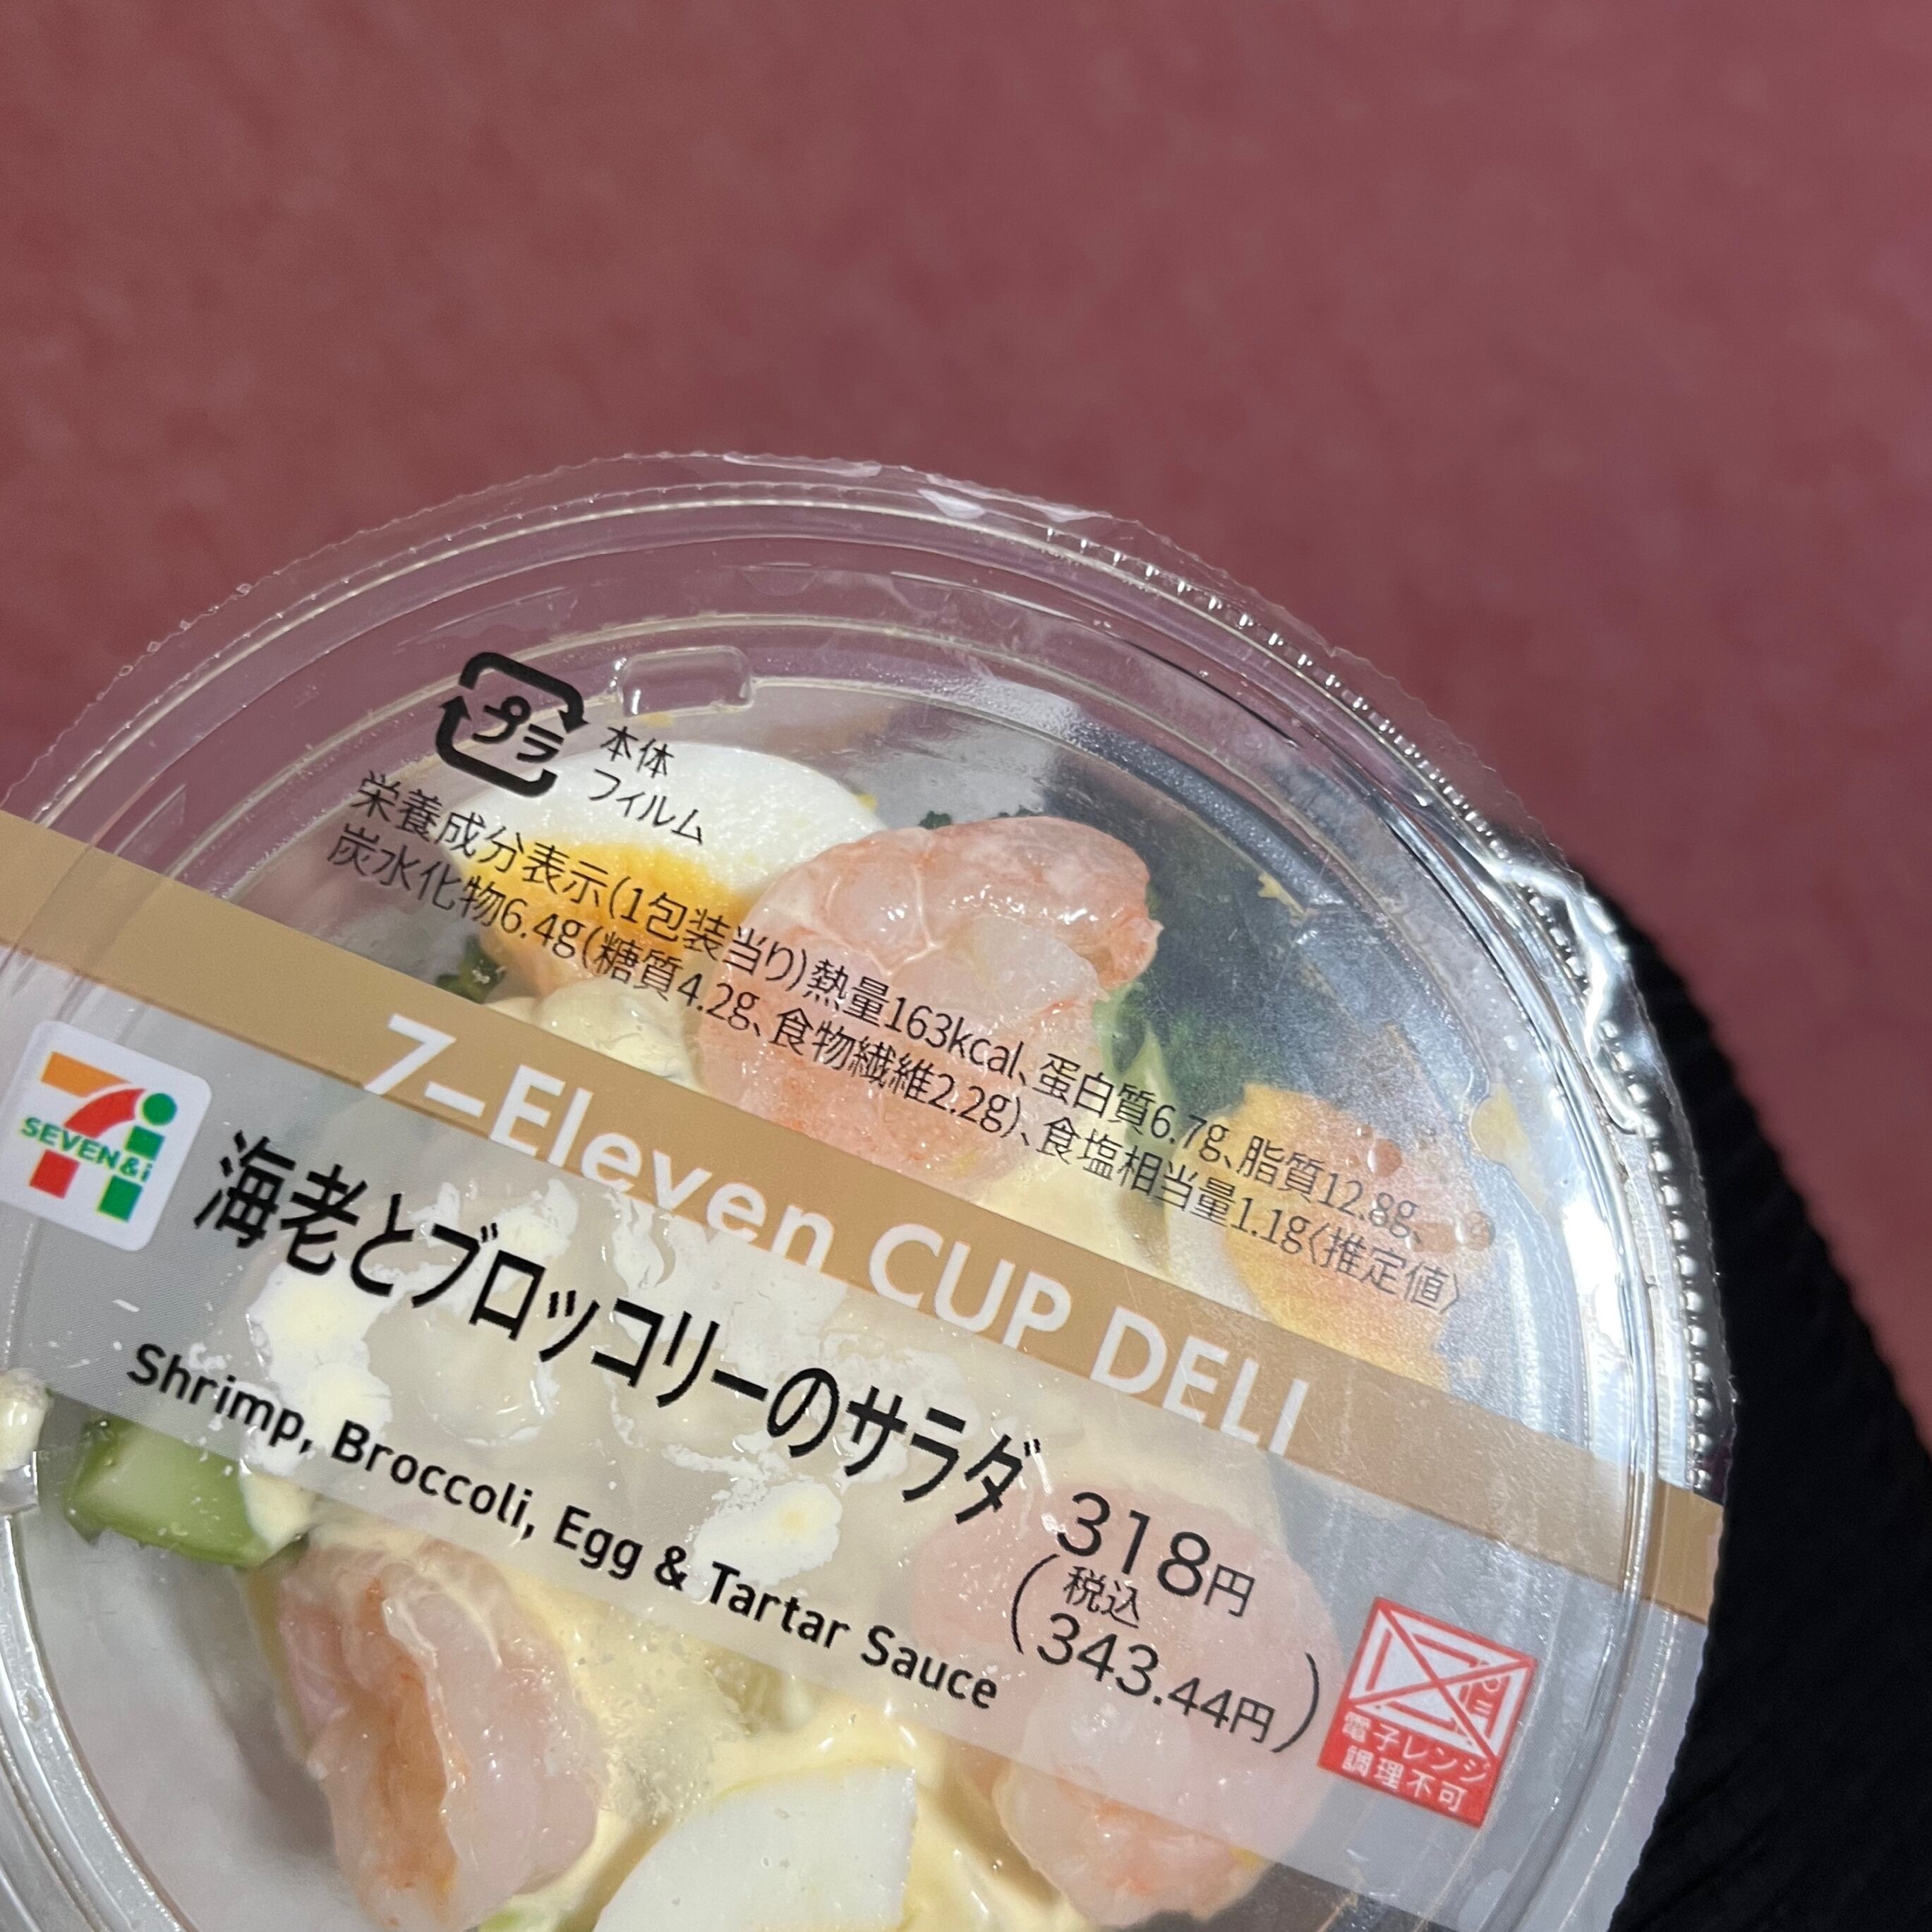 プラ
本体
フィルム
栄養成分表示(1包装当り)熱量163kcal、蛋白質6.7g、脂質12.8g、
炭水化物6.4g(糖質4.2g、食物繊維2.2g)、食塩相当量1.1g〈推定値〉
7–Eleven CUP DELI
SEVEN&i
海老とブロッコリーのサラダ
Shrimp, Broccoli, Egg & Tartar Sauce
318円
(税込343.44円)
電子レンジ
調理不可